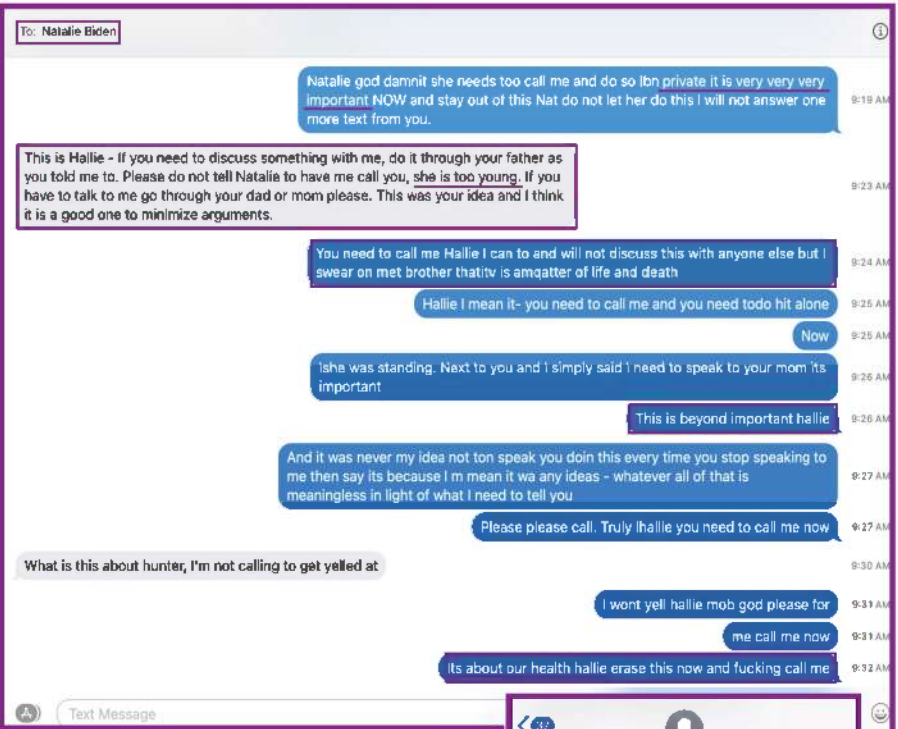 To: Natalie Biden
Natalie god damnit she needs too call me and do so Ibn private it is very very very
important NOW and stay out of this Nat do not let her do this I will not answer one
more text from you.
9:19 AM
This is Hallie - If you need to discuss something with me, do it through your father as
you told me to. Please do not tell Natalie to have me call you, she is too young. If you
have to talk to me go through your dad or mom please. This was your idea and I think
it is a good one to minimize arguments.
9:23 AM
You need to call me Hallie I can to and will not discuss this with anyone else but I
swear on met brother thatitv is amqatter of life and death
9:24 AM
Hallie I mean it- you need to call me and you need todo hit alone
9:25 AM
Now
9:25 AM
Ishe was standing. Next to you and i simply said i need to speak to your mom its
important
9:26 AM
This is beyond important hallie
9:26 AM
And it was never my idea not ton speak you doin this every time you stop speaking to
me then say its because I m mean it wa any ideas - whatever all of that is
meaningless in light of what I need to tell you
9:27 AM
Please please call. Truly Ihallie you need to call me now
9:27 AM
What is this about hunter, I'm not calling to get yelled at
9:30 AM
I wont yell hallie mob god please for
9:31 AM
me call me now
9:31 AM
Its about our health hallie erase this now and fucking call me
9:32 AM
Text Message
37